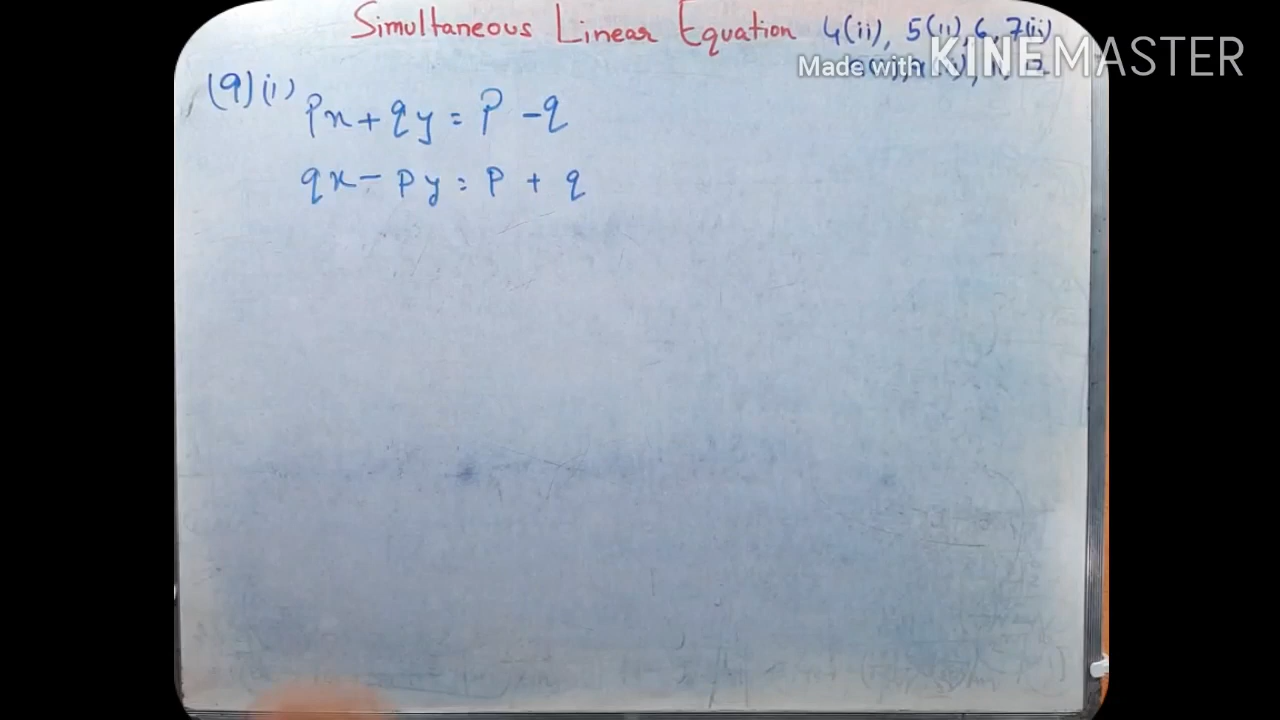 Simultaneous Linear Equation 4(ii), 5(ii), 6, 7(ii)
Made with KINEMASTER
(9)(i) px + qy = p - q
qx - py = p + q